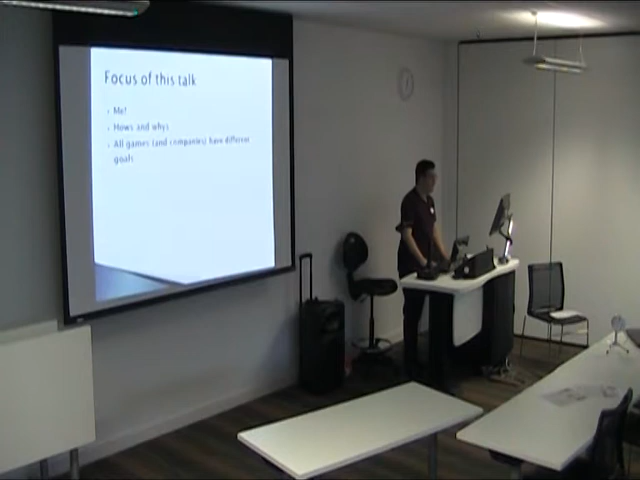 Focus of this talk
Me!
Hows and whys
All games (and companies) have different
goals